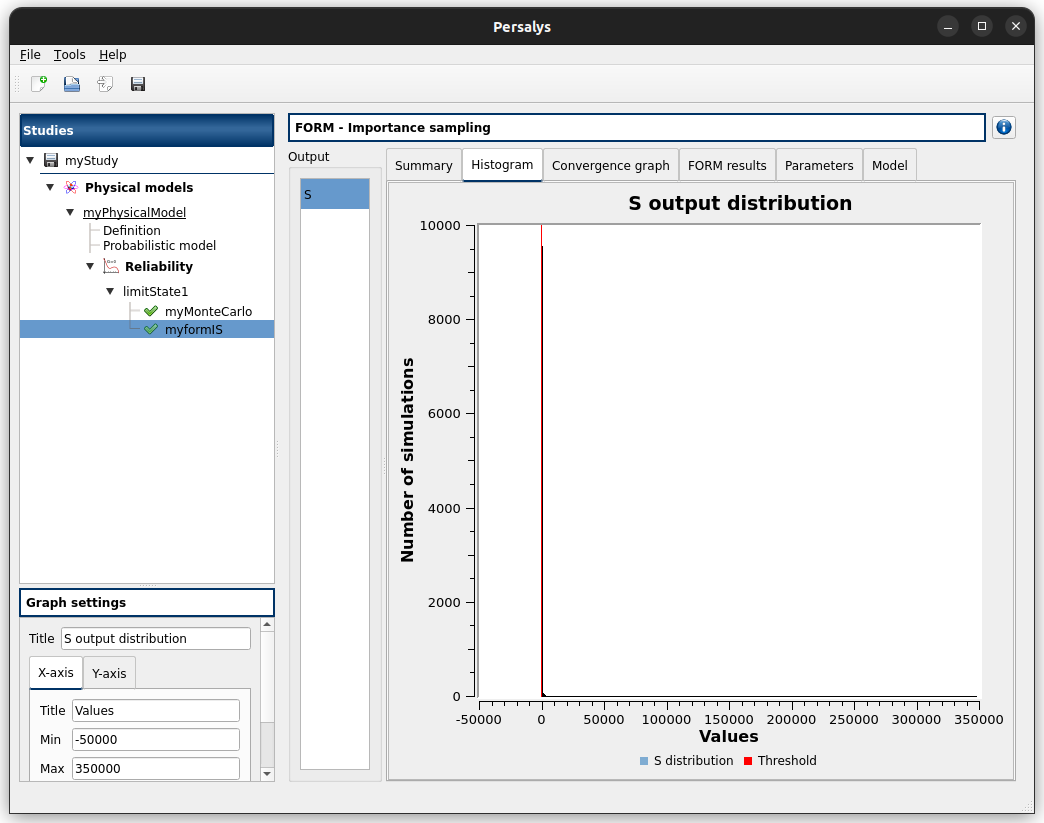 Persalys
File Tools Help
Studies
myStudy
Physical models
myPhysicalModel
Definition
Probabilistic model
Reliability
limitState1
myMonteCarlo
myformIS
Graph settings
Title S output distribution
X-axis Y-axis
Title Values
Min -50000
Max 350000
FORM - Importance sampling
Output
S
Summary Histogram Convergence graph FORM results Parameters Model
S output distribution
Number of simulations
10000
8000
6000
4000
2000
0
-50000 0 50000 100000 150000 200000 250000 300000 350000
Values
S distribution Threshold